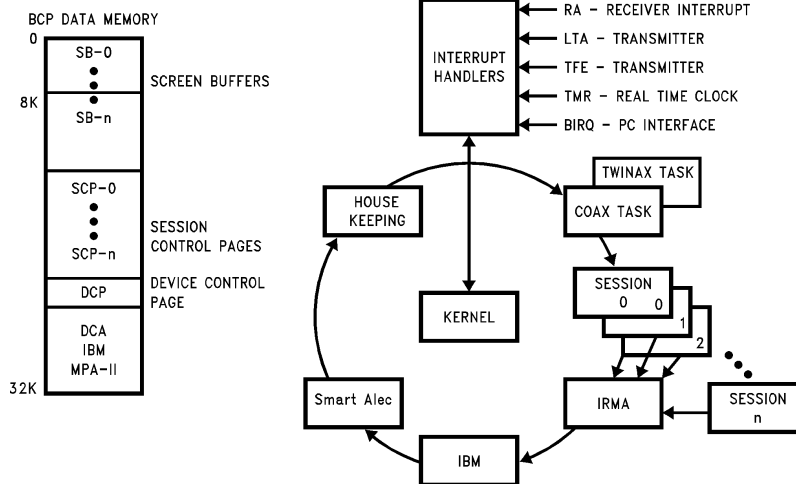 BCP DATA MEMORY
0
SB-0
SCREEN BUFFERS
8K
SB-n
SCP-0
SESSION
CONTROL PAGES
SCP-n
DEVICE CONTROL
PAGE
DCP
DCA
IBM
MPA-II
32K
INTERRUPT
HANDLERS
RA - RECEIVER INTERRUPT
LTA - TRANSMITTER
TFE - TRANSMITTER
TMR - REAL TIME CLOCK
BIRQ - PC INTERFACE
TWINAX TASK
COAX TASK
HOUSE
KEEPING
KERNEL
SESSION
0 0
1
2
SESSION
n
IRMA
IBM
Smart Alec